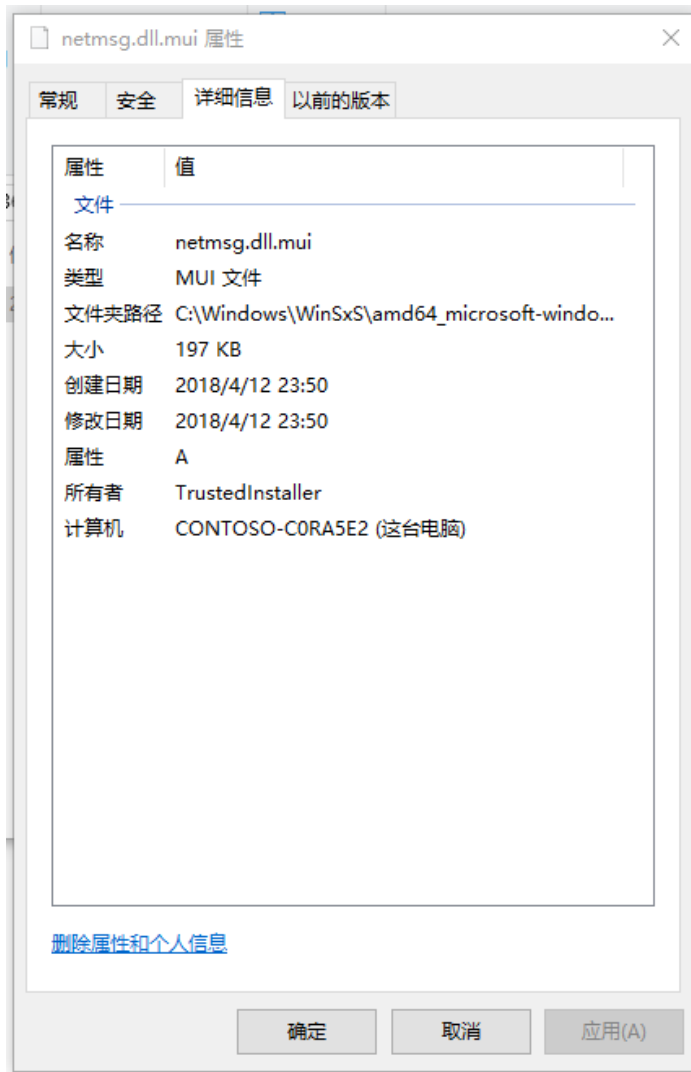 netmsg.dll.mui 属性
常规 安全 详细信息 以前的版本
属性 值
文件
名称 netmsg.dll.mui
类型 MUI 文件
文件夹路径 C:\Windows\WinSxS\amd64_microsoft-windo...
大小 197 KB
创建日期 2018/4/12 23:50
修改日期 2018/4/12 23:50
属性 A
所有者 TrustedInstaller
计算机 CONTOSO-C0RA5E2 (这台电脑)
删除属性和个人信息
确定 取消 应用(A)